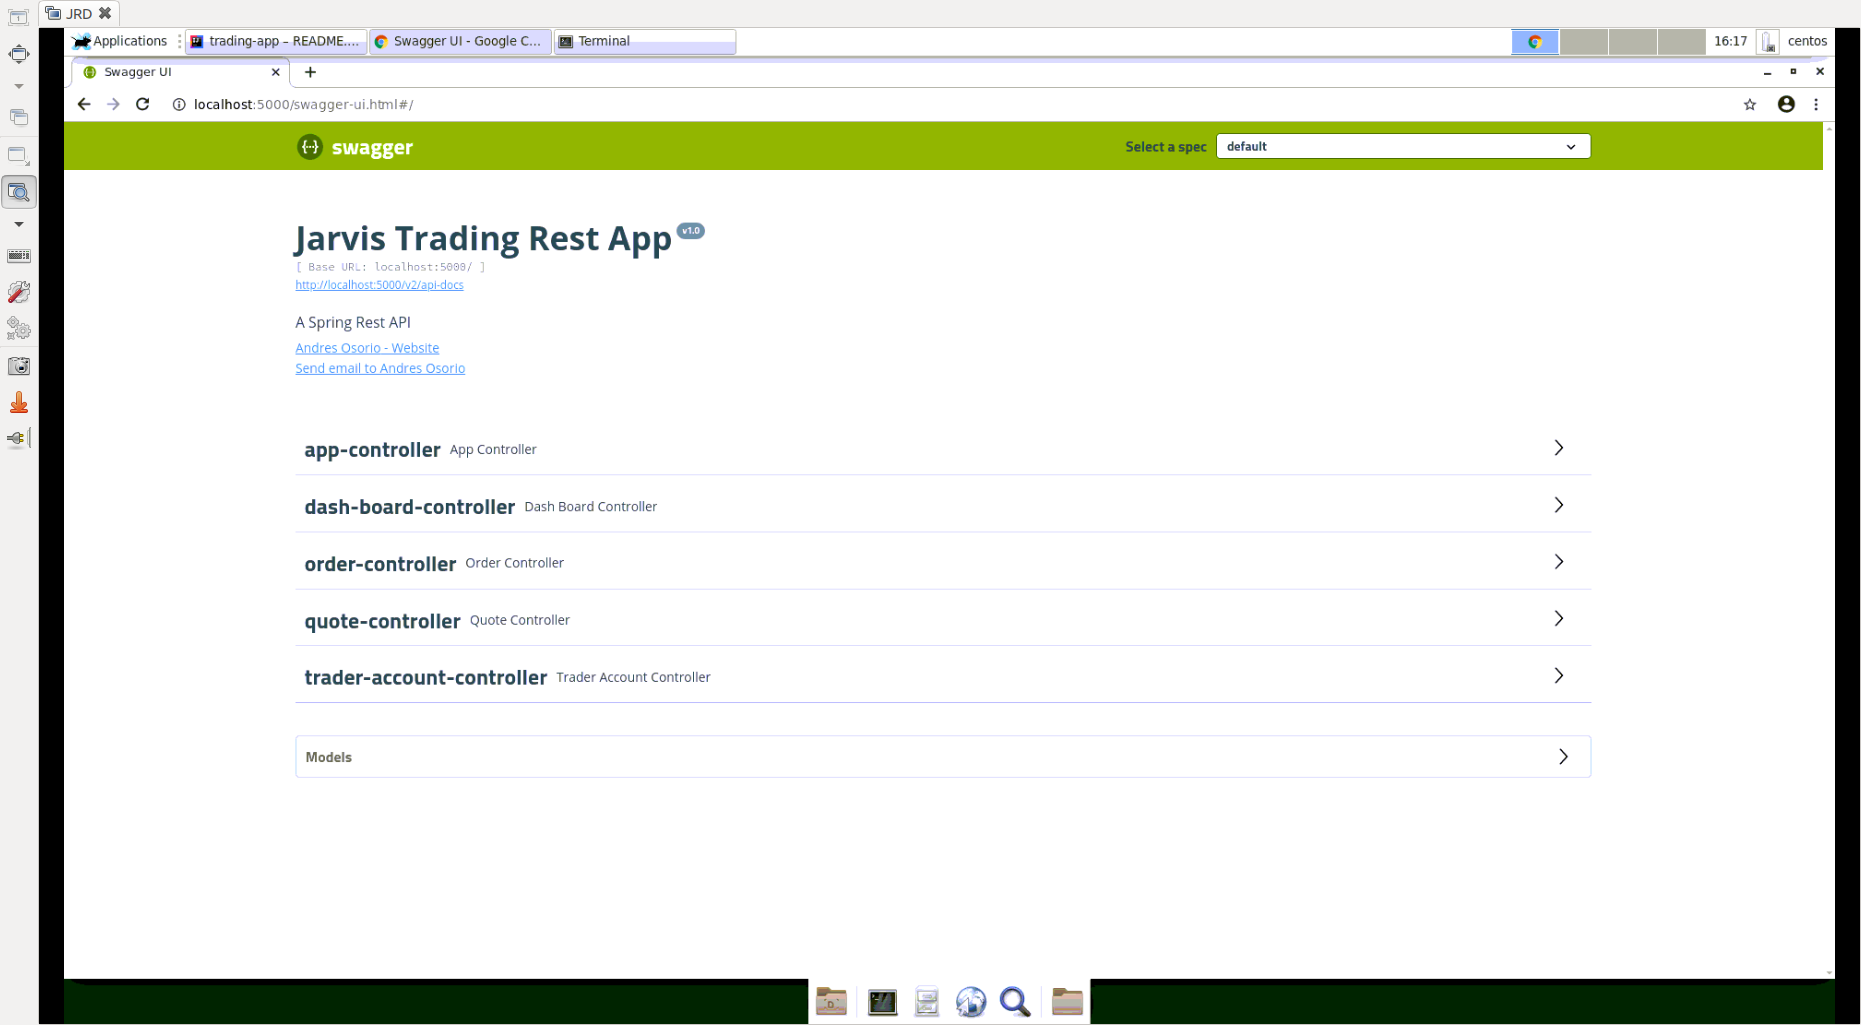 JRD
Applications
trading-app – README....
Swagger UI - Google C...
Terminal
16:17
centos
Swagger UI
localhost:5000/swagger-ui.html#/
swagger
Select a spec
default
Jarvis Trading Rest App v1.0
[ Base URL: localhost:5000/ ]
http://localhost:5000/v2/api-docs
A Spring Rest API
Andres Osorio - Website
Send email to Andres Osorio
app-controller App Controller
dash-board-controller Dash Board Controller
order-controller Order Controller
quote-controller Quote Controller
trader-account-controller Trader Account Controller
Models